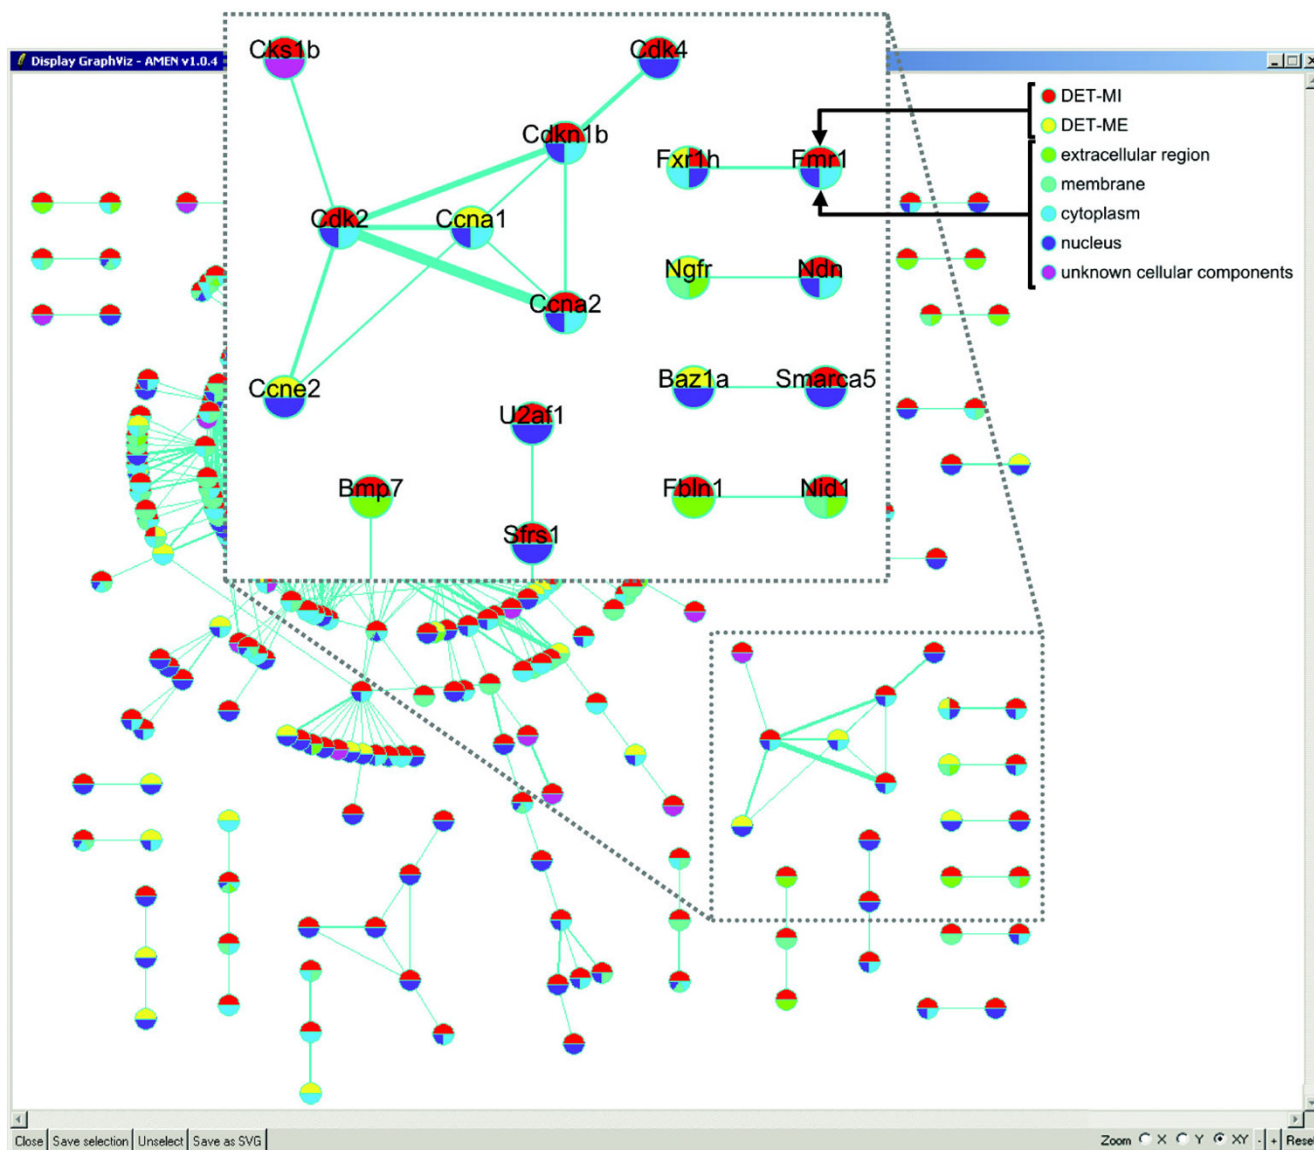 Display GraphViz - AMEN v1.0.4
Cks1b
Cdk4
Cdkn1b
Fxr1h
Fmr1
Cdk2
Ccna1
Ngfr
Ndn
Ccna2
Ccne2
Baz1a
Smarca5
U2af1
Bmp7
Fbln1
Nid1
Sfrs1
DET-MI
DET-ME
extracellular region
membrane
cytoplasm
nucleus
unknown cellular components
Close Save selection Unselect Save as SVG
Zoom X Y XY - + Reset